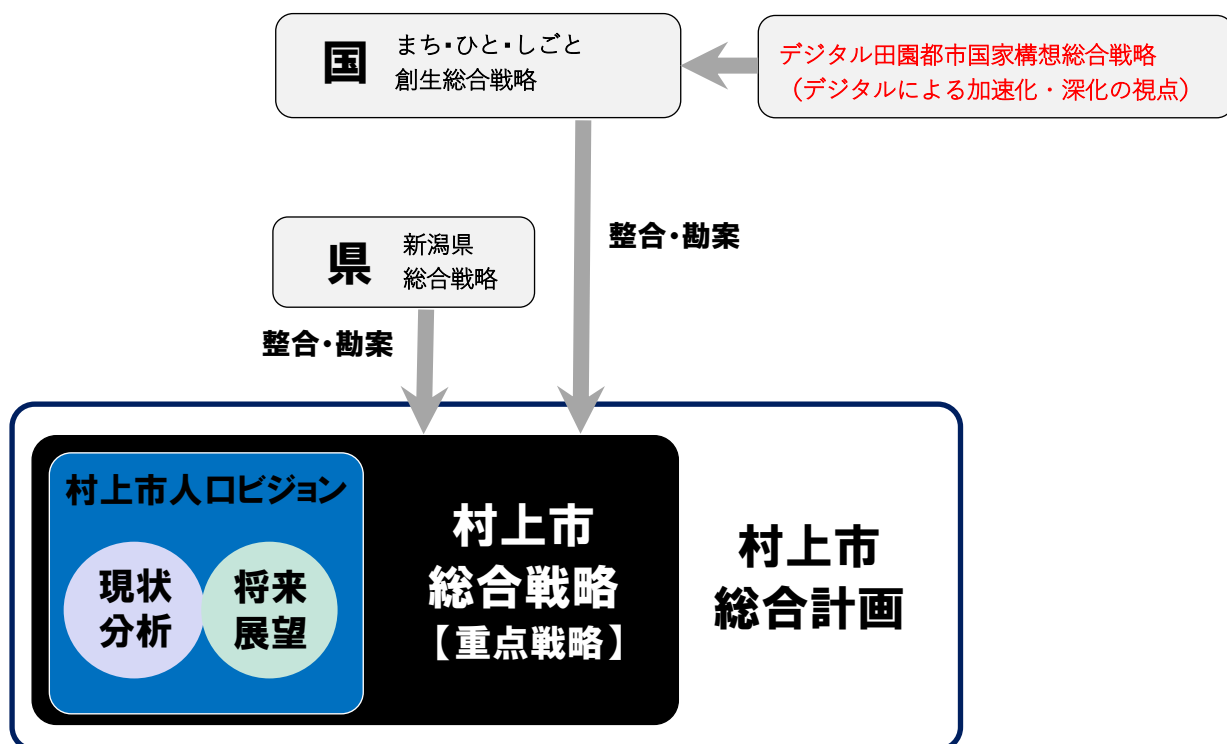 国
まち・ひと・しごと
創生総合戦略
デジタル田園都市国家構想総合戦略
（デジタルによる加速化・深化の視点）
整合・勘案
県
新潟県
総合戦略
整合・勘案
村上市人口ビジョン
現状
分析
将来
展望
村上市
総合戦略
【重点戦略】
村上市
総合計画